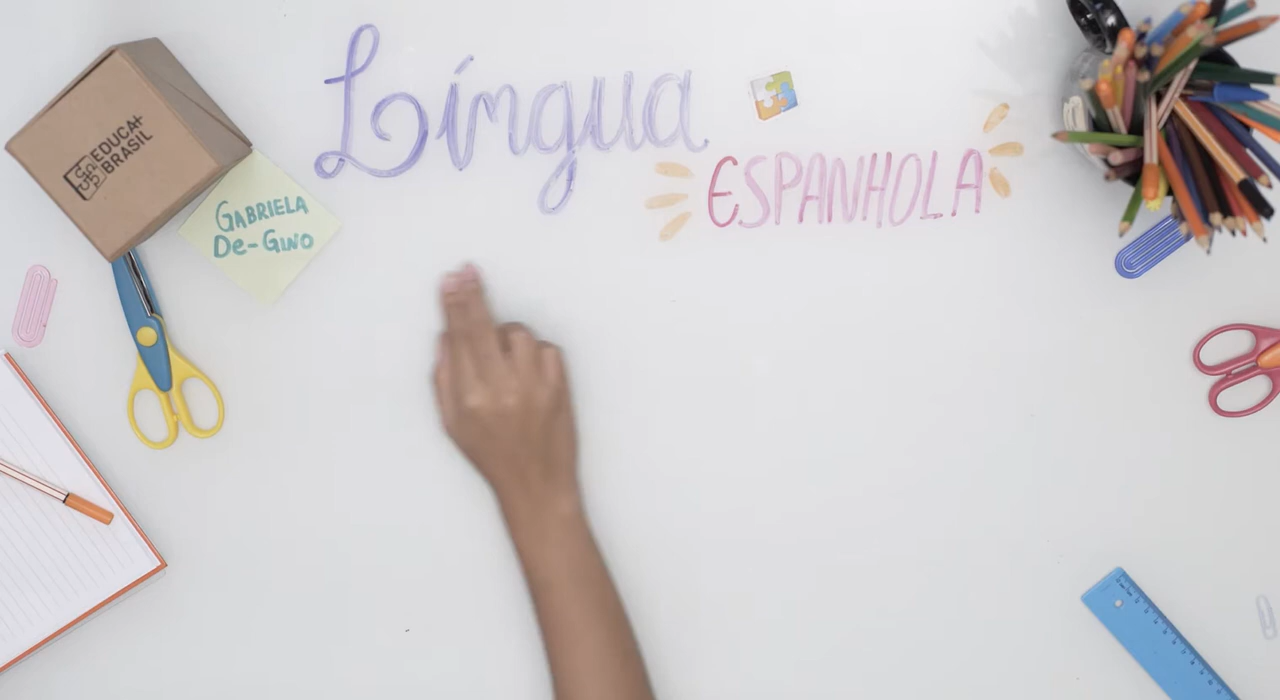 Língua
ESPANHOLA
EDUCA+
BRASIL
GABRIELA
De-GINO